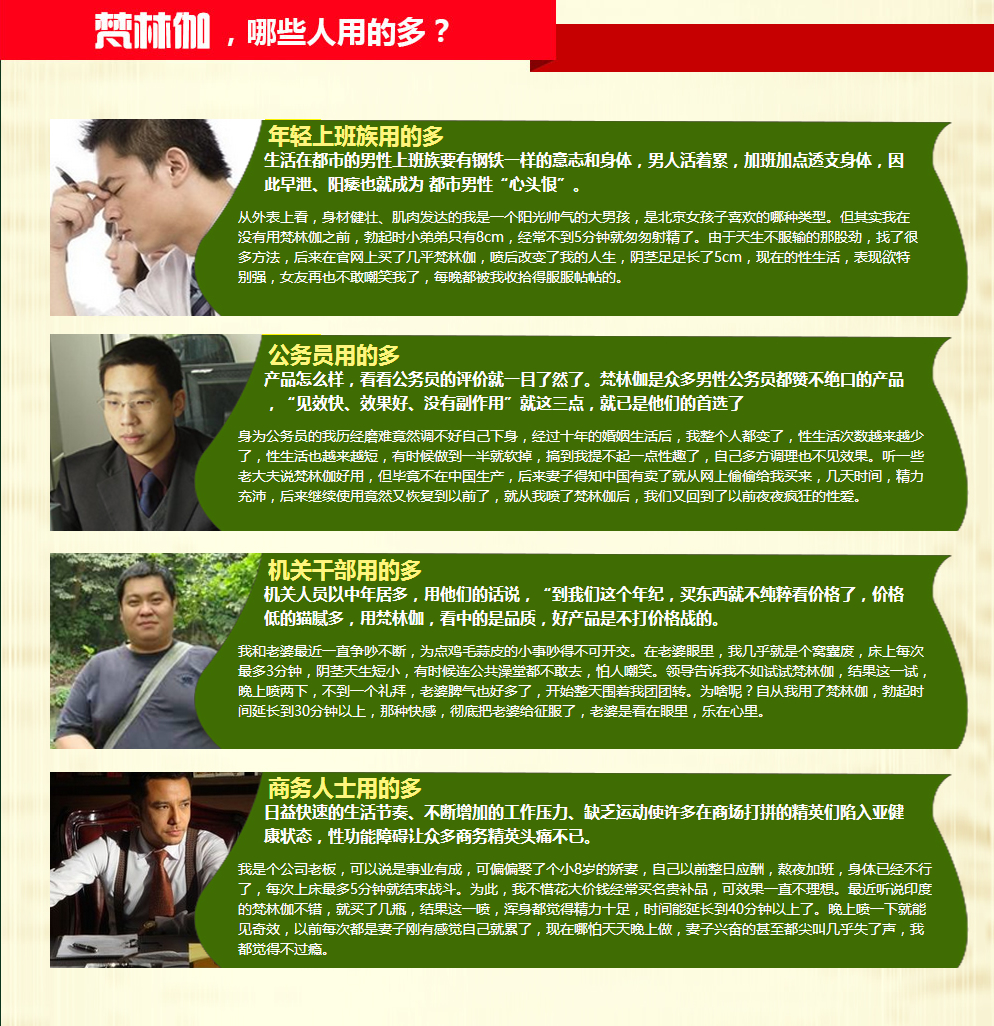 梵林伽，哪些人用的多？
年轻上班族用的多
生活在都市的男性上班族要有钢铁一样的意志和身体，男人活着累，加班加点透支身体，因
此早泄、阳痿也就成为 都市男性“心头恨”。
从外表上看，身材健壮、肌肉发达的我是一个阳光帅气的大男孩，是北京女孩子喜欢的哪种类型。但其实我在
没有用梵林伽之前，勃起时小弟弟只有8cm，经常不到5分钟就匆匆射精了。由于天生不服输的那股劲，找了很
多方法，后来在官网上买了几平梵林伽，喷后改变了我的人生，阴茎足足长了5cm，现在的性生活，表现欲特
别强，女友再也不敢嘲笑我了，每晚都被我收拾得服服帖帖的。
公务员用的多
产品怎么样，看看公务员的评价就一目了然了。梵林伽是众多男性公务员都赞不绝口的产品
，“见效快、效果好、没有副作用”就这三点，就已是他们的首选了
身为公务员的我历经磨难竟然调不好自己下身，经过十年的婚姻生活后，我整个人都变了，性生活次数越来越少
了，性生活也越来越短，有时候做到一半就软掉，搞到我提不起一点性趣了，自己多方调理也不见效果。听一些
老大夫说梵林伽好用，但毕竟不在中国生产，后来妻子得知中国有卖了就从网上偷偷给我买来，几天时间，精力
充沛，后来继续使用竟然又恢复到以前了，就从我喷了梵林伽后，我们又回到了以前夜夜疯狂的性爱。
机关干部用的多
机关人员以中年居多，用他们的话说，“到我们这个年纪，买东西就不纯粹看价格了，价格
低的猫腻多，用梵林伽，看中的是品质，好产品是不打价格战的。
我和老婆最近一直争吵不断，为点鸡毛蒜皮的小事吵得不可开交。在老婆眼里，我几乎就是个窝囊废，床上每次
最多3分钟，阴茎天生短小，有时候连公共澡堂都不敢去，怕人嘲笑。领导告诉我不如试试梵林伽，结果这一试，
晚上喷两下，不到一个礼拜，老婆脾气也好多了，开始整天围着我团团转。为啥呢？自从我用了梵林伽，勃起时
间延长到30分钟以上，那种快感，彻底把老婆给征服了，老婆是看在眼里，乐在心里。
商务人士用的多
日益快速的生活节奏、不断增加的工作压力、缺乏运动使许多在商场打拼的精英们陷入亚健
康状态，性功能障碍让众多商务精英头痛不已。
我是个公司老板，可以说是事业有成，可偏偏娶了个小8岁的娇妻，自己以前整日应酬，熬夜加班，身体已经不行
了，每次上床最多5分钟就结束战斗。为此，我不惜花大价钱经常买名贵补品，可效果一直不理想。最近听说印度
的梵林伽不错，就买了几瓶，结果这一喷，浑身都觉得精力十足，时间能延长到40分钟以上了。晚上喷一下就能
见奇效，以前每次都是妻子刚有感觉自己就累了，现在哪怕天天晚上做，妻子兴奋的甚至都尖叫几乎失了声，我
都觉得不过瘾。